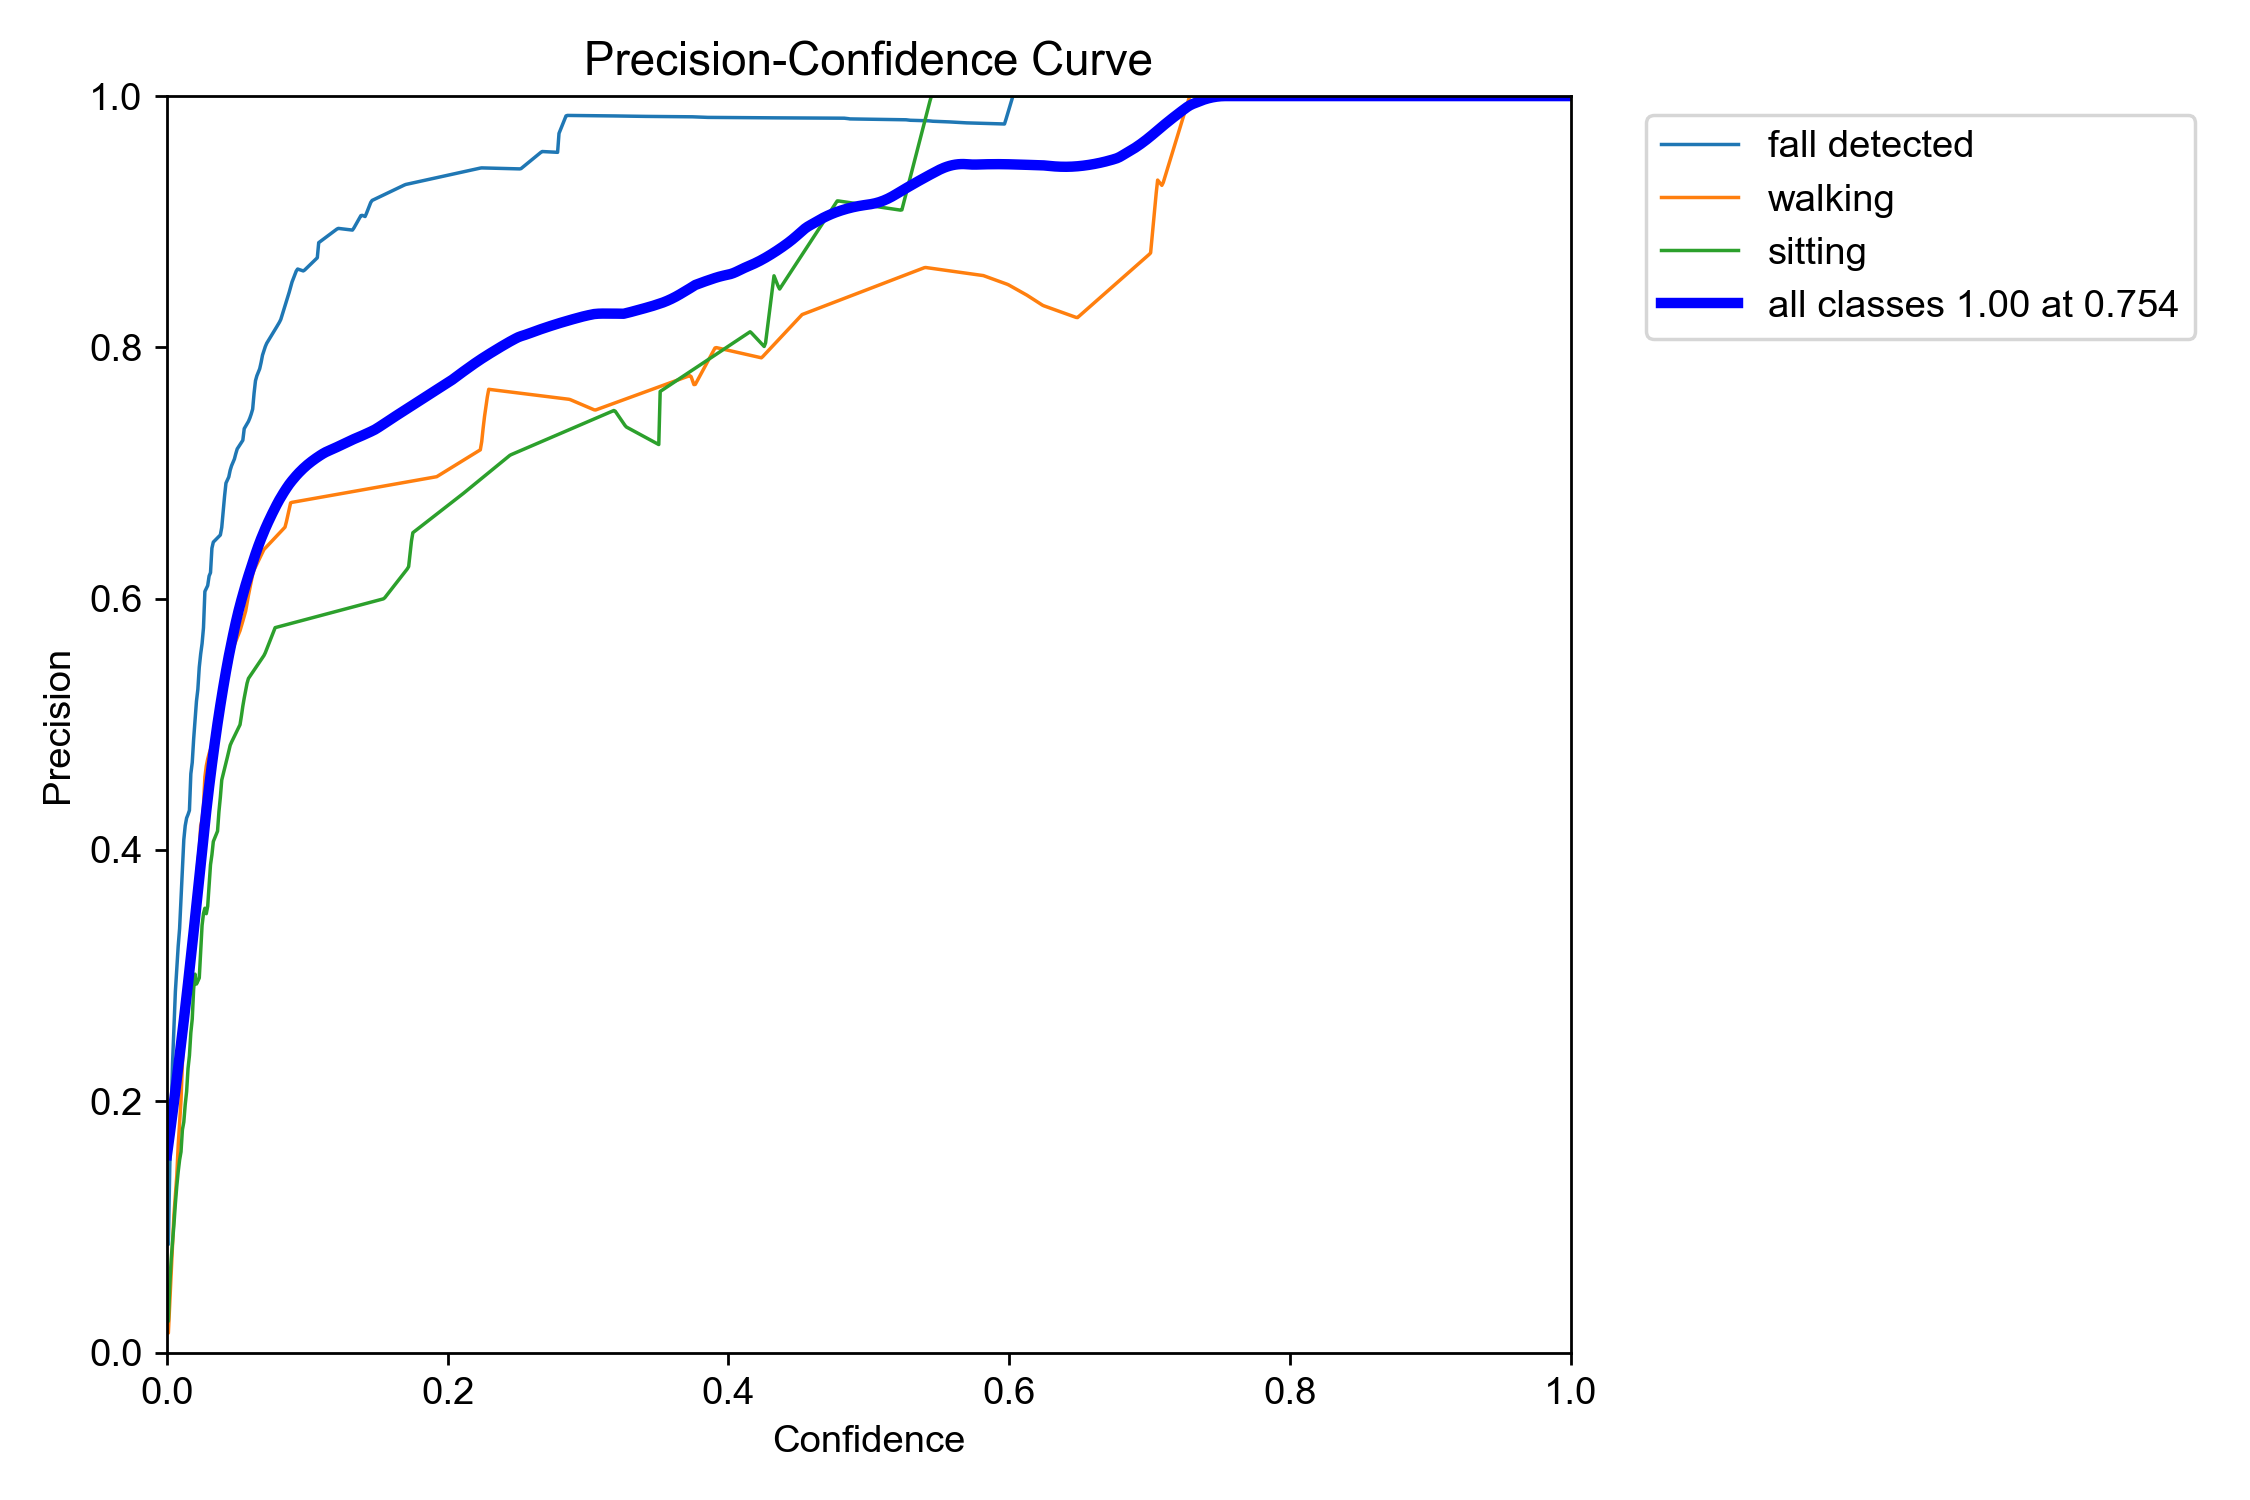 Precision-Confidence Curve
1.0
0.8
0.6
0.4
0.2
0.0
Precision
0.0 0.2 0.4 0.6 0.8 1.0
Confidence
fall detected
walking
sitting
all classes 1.00 at 0.754